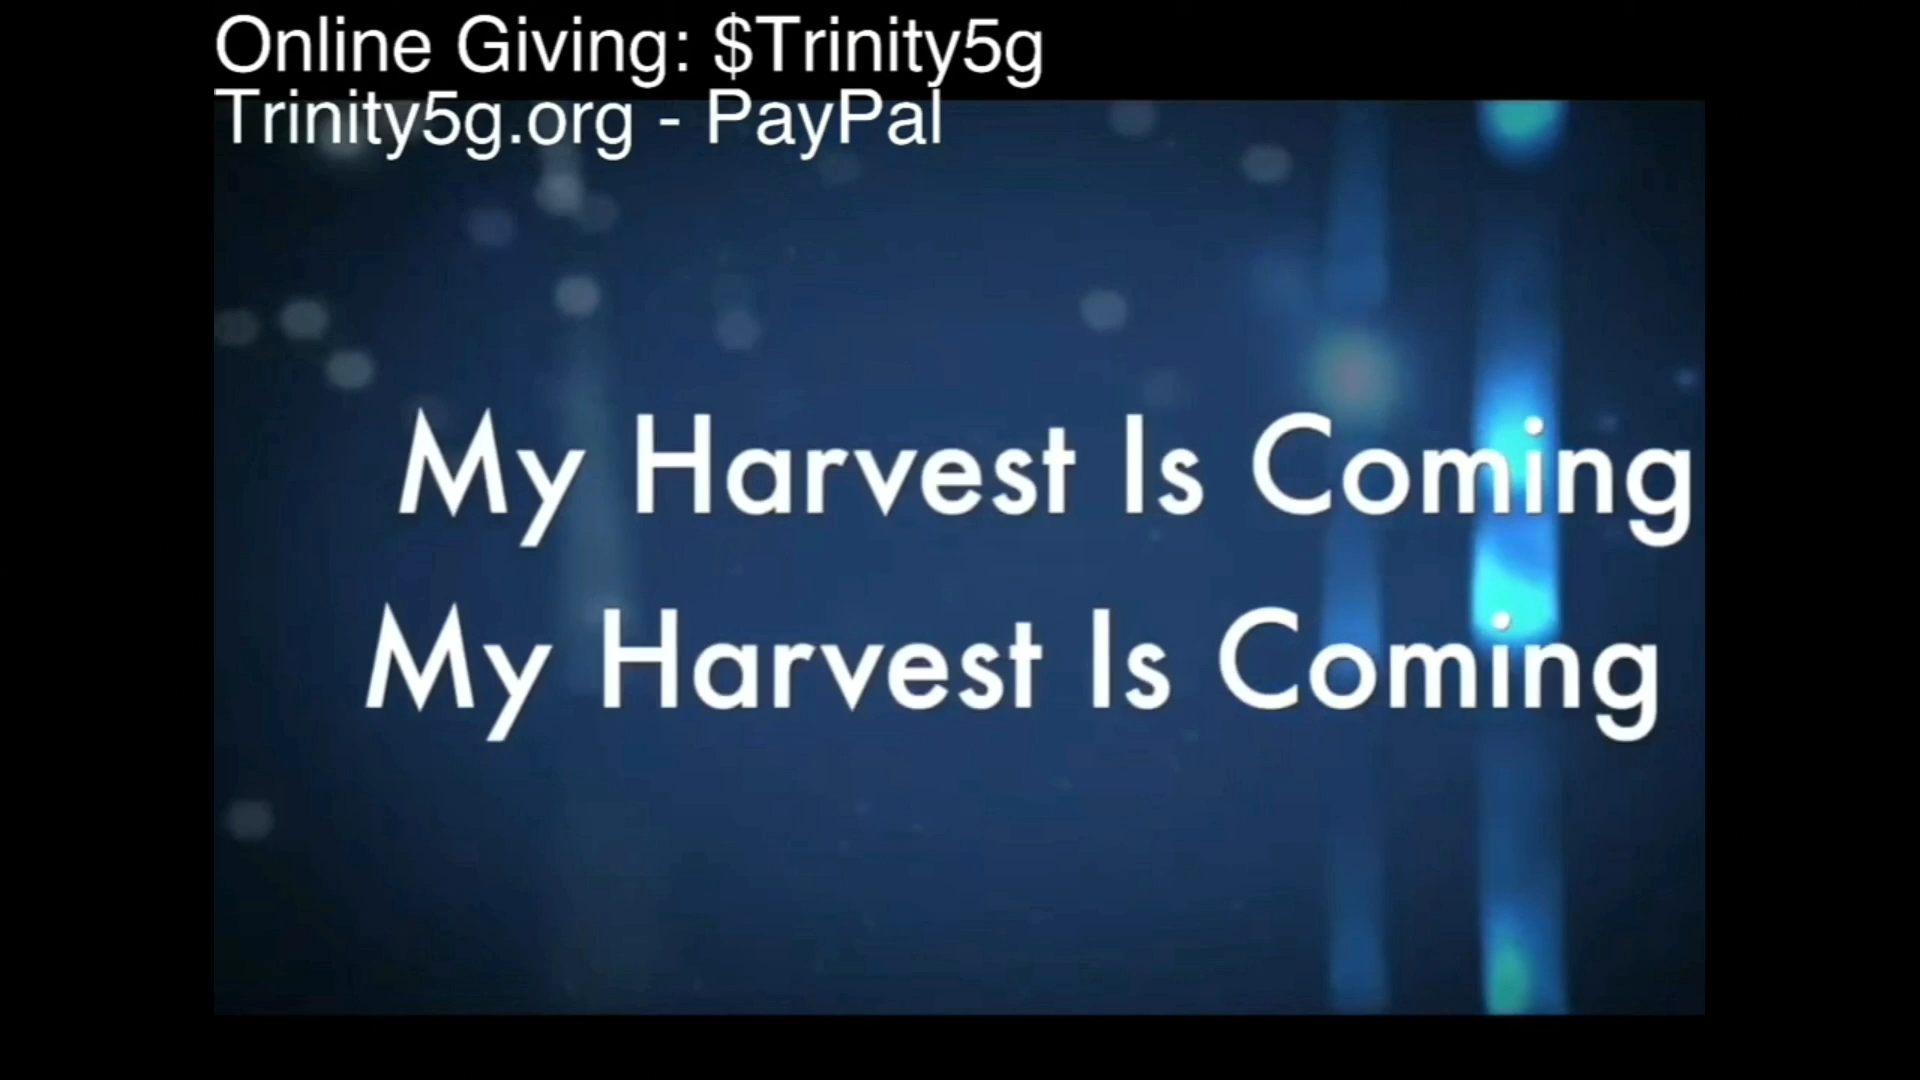 Online Giving: $Trinity5g
Trinity5g.org - PayPal
My Harvest Is Coming
My Harvest Is Coming